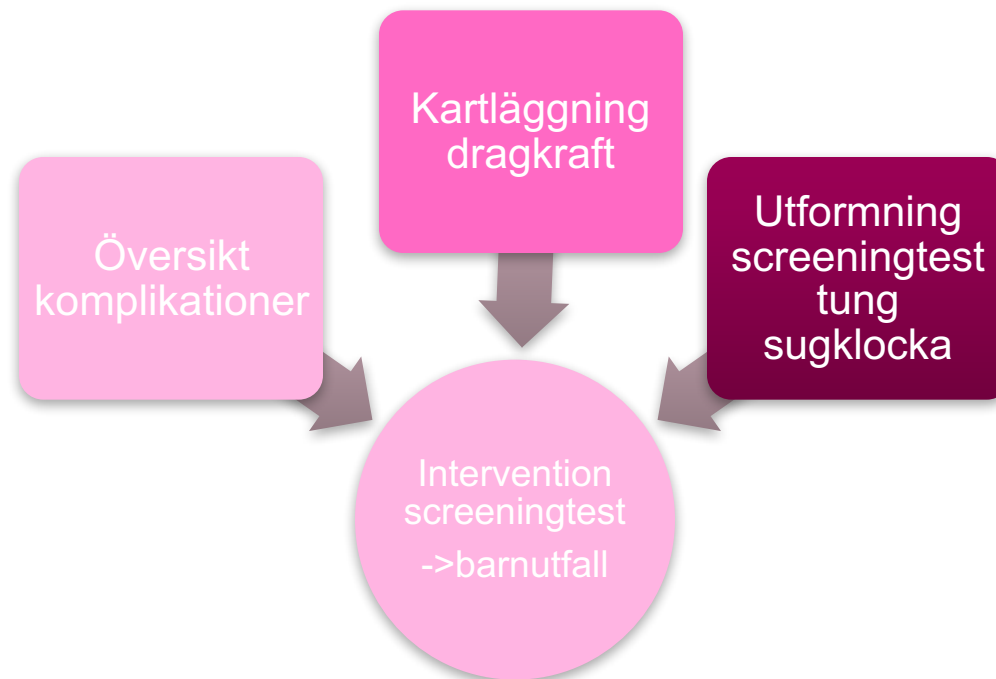 Kartläggning
dragkraft
Översikt
komplikationer
Utformning
screeningtest
tung
sugklocka
Intervention
screeningtest
->barnutfall